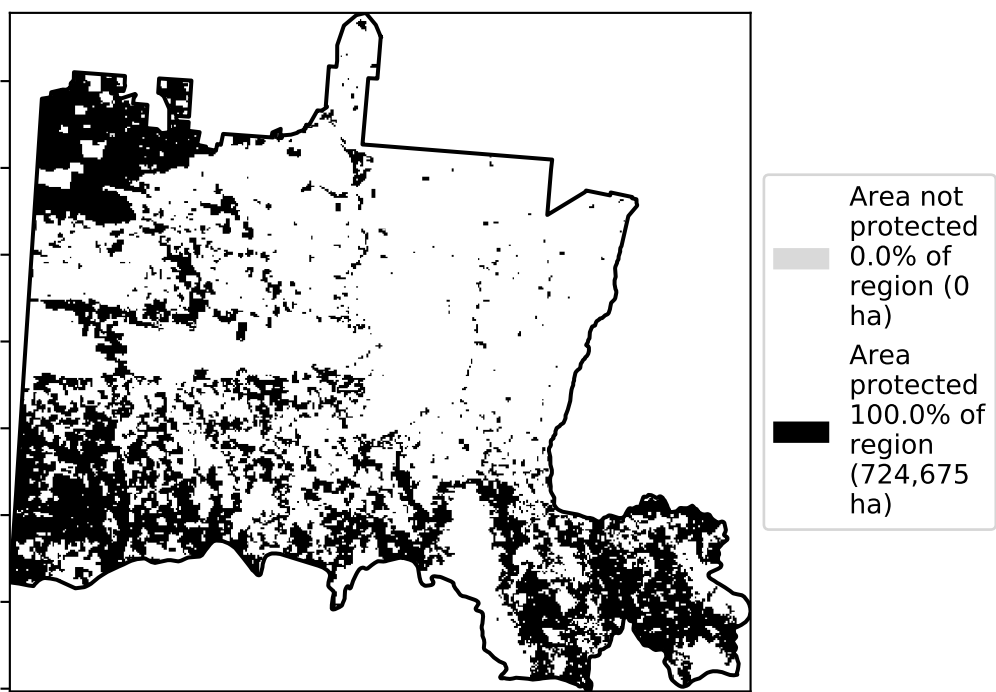 Area not
protected
0.0% of
region (0
ha)
Area
protected
100.0% of
region
(724,675
ha)